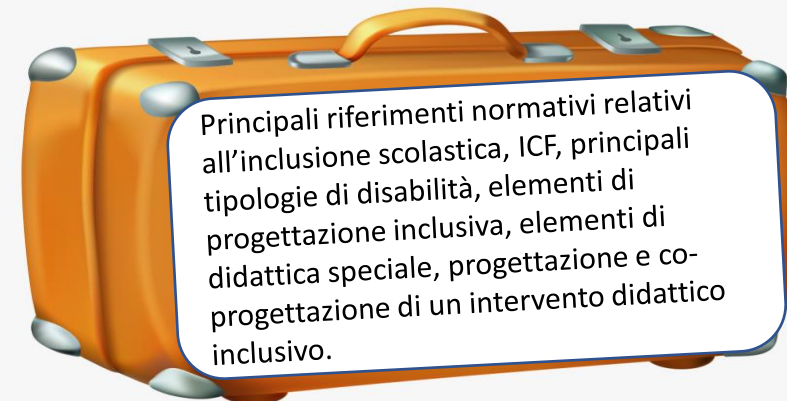 Principali riferimenti normativi relativi
all’inclusione scolastica, ICF, principali
tipologie di disabilità, elementi di
progettazione inclusiva, elementi di
didattica speciale, progettazione e co-
progettazione di un intervento didattico
inclusivo.